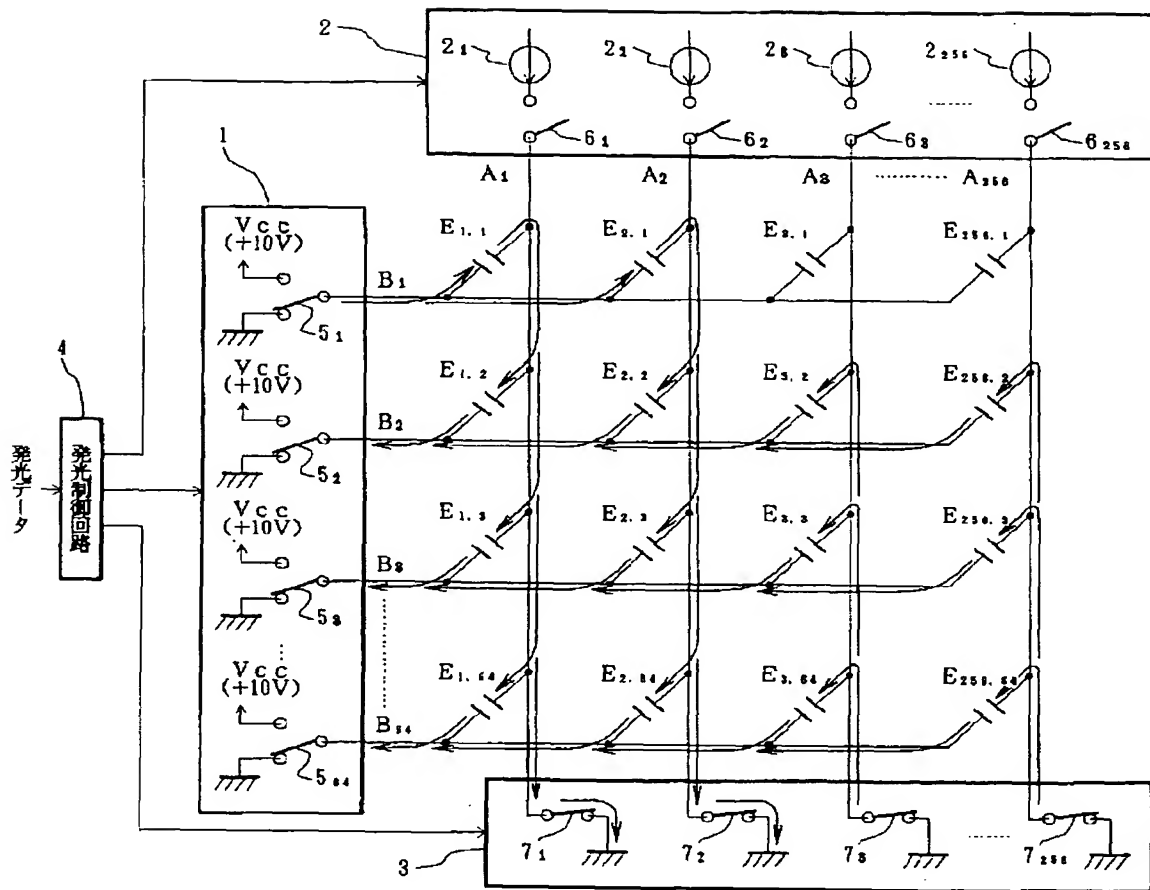 2
2₁
2₂
2₃
2₂₅₆
......
6₁
6₂
6₃
6₂₅₆
A₁
A₂
A₃
.........
A₂₅₆
1
Vcc
(+10V)
5₁
B₁
E₁,₁
E₂,₁
E₃,₁
E₂₅₆,₁
4
発光データ
発光制御回路
Vcc
(+10V)
5₂
B₂
E₁,₂
E₂,₂
E₃,₂
E₂₅₆,₂
Vcc
(+10V)
5₃
B₃
E₁,₃
E₂,₃
E₃,₃
E₂₅₆,₃
Vcc
(+10V)
5₆₄
B₆₄
E₁,₆₄
E₂,₆₄
E₃,₆₄
E₂₅₆,₆₄
3
7₁
7₂
7₃
......
7₂₅₆